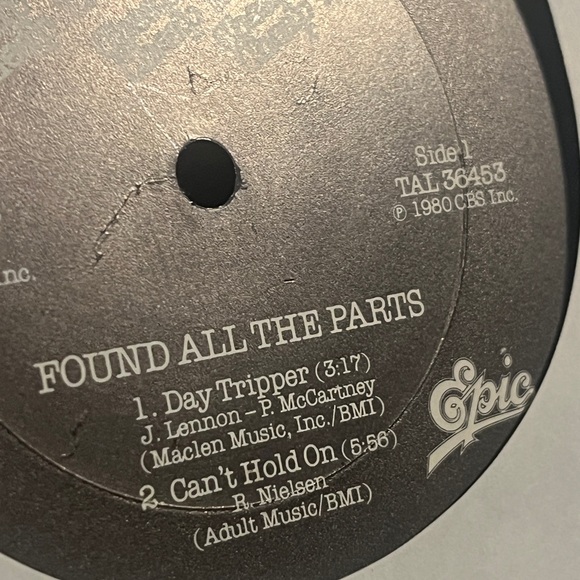 Side 1
TAL 36453
℗ 1980 CBS Inc.
nc.
FOUND ALL THE PARTS
1. Day Tripper (3:17)
J. Lennon - P. McCartney
(Maclen Music, Inc./BMI)
2. Can't Hold On (5:56)
R. Nielsen
(Adult Music/BMI)
Epic